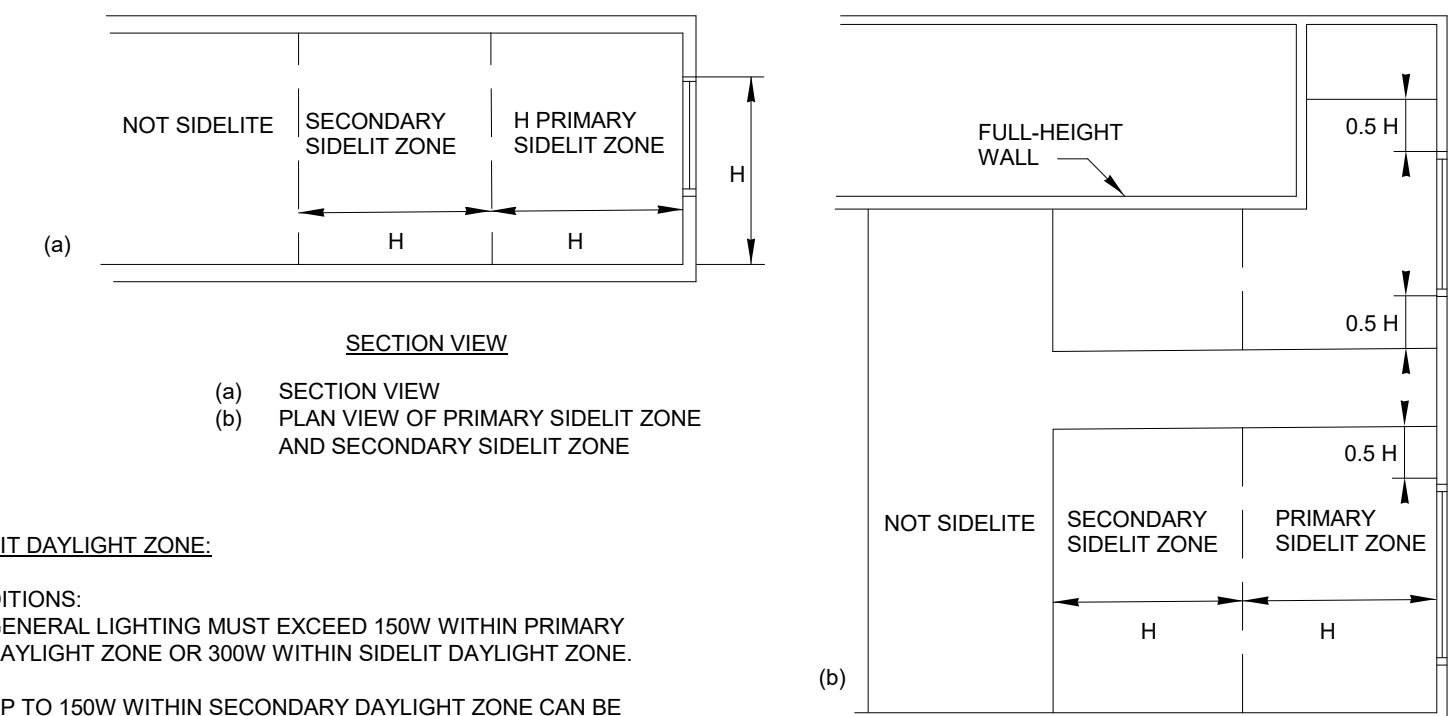 NOT SIDELITE
SECONDARY
SIDELIT ZONE
H PRIMARY
SIDELIT ZONE
H
H
H
(a)
SECTION VIEW
(a) SECTION VIEW
(b) PLAN VIEW OF PRIMARY SIDELIT ZONE
AND SECONDARY SIDELIT ZONE
IT DAYLIGHT ZONE:
DITIONS:
GENERAL LIGHTING MUST EXCEED 150W WITHIN PRIMARY
DAYLIGHT ZONE OR 300W WITHIN SIDELIT DAYLIGHT ZONE.
P TO 150W WITHIN SECONDARY DAYLIGHT ZONE CAN BE
FULL-HEIGHT
WALL
0.5 H
0.5 H
0.5 H
NOT SIDELITE
SECONDARY
SIDELIT ZONE
PRIMARY
SIDELIT ZONE
H
H
(b)